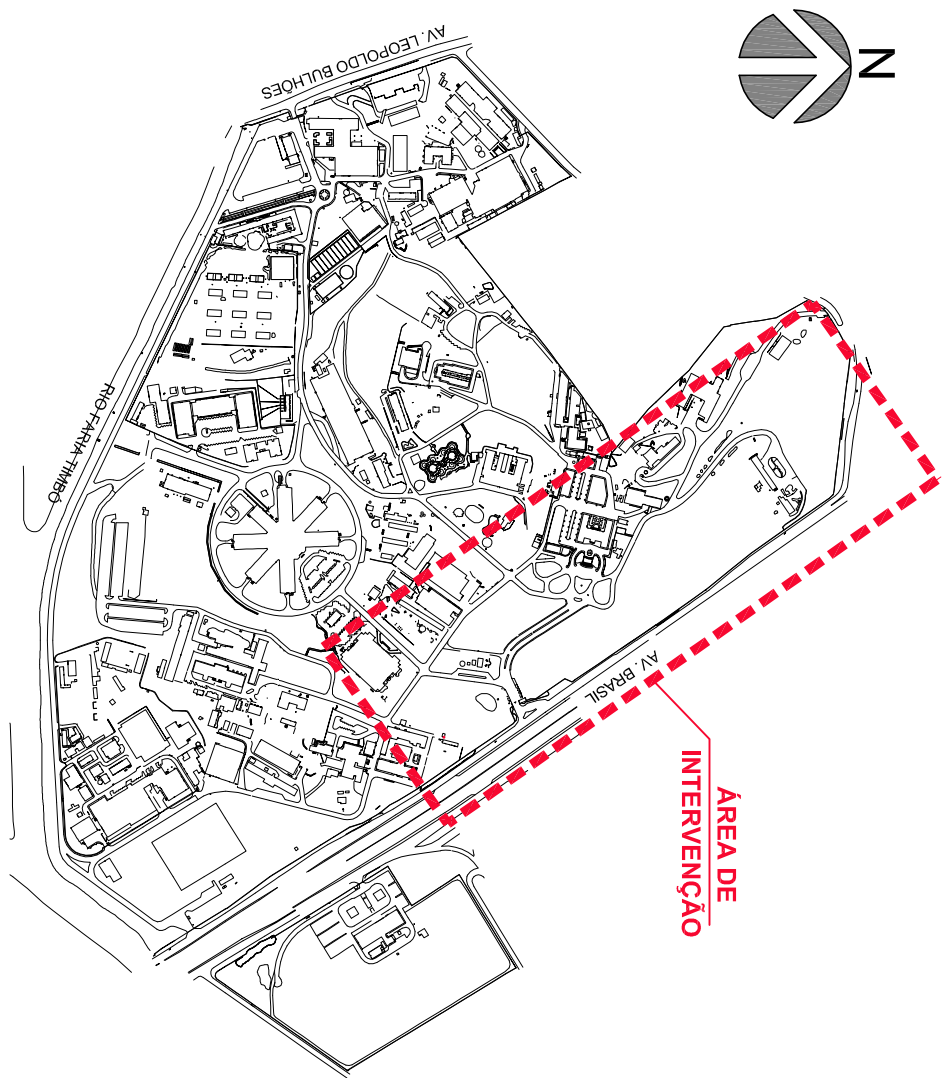 AV. LEOPOLDO BULHÕES
N
RIO FARIA-TIMBÓ
AV. BRASIL
ÁREA DE
INTERVENÇÃO